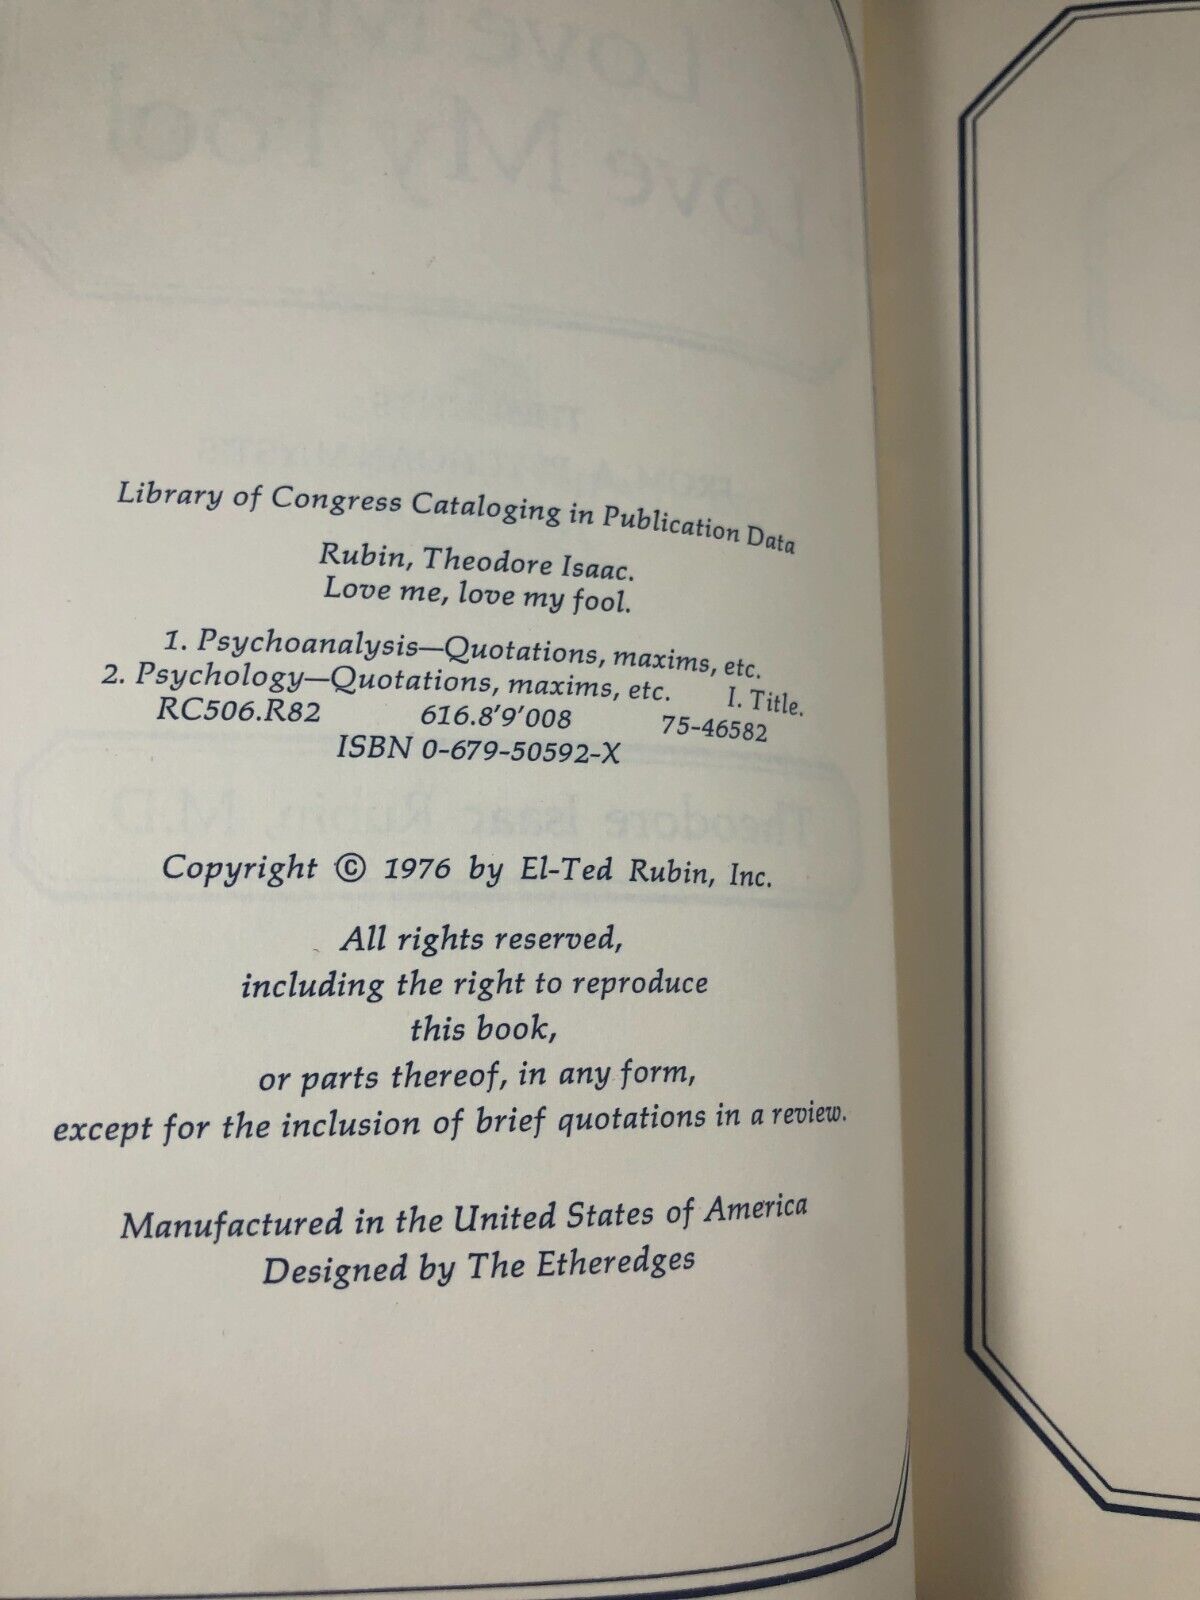 Library of Congress Cataloging in Publication Data
Rubin, Theodore Isaac.
Love me, love my fool.
1. Psychoanalysis—Quotations, maxims, etc.
2. Psychology—Quotations, maxims, etc. I. Title.
RC506.R82 616.8'9'008 75-46582
ISBN 0-679-50592-X
Copyright © 1976 by El-Ted Rubin, Inc.
All rights reserved,
including the right to reproduce
this book,
or parts thereof, in any form,
except for the inclusion of brief quotations in a review.
Manufactured in the United States of America
Designed by The Etheredges